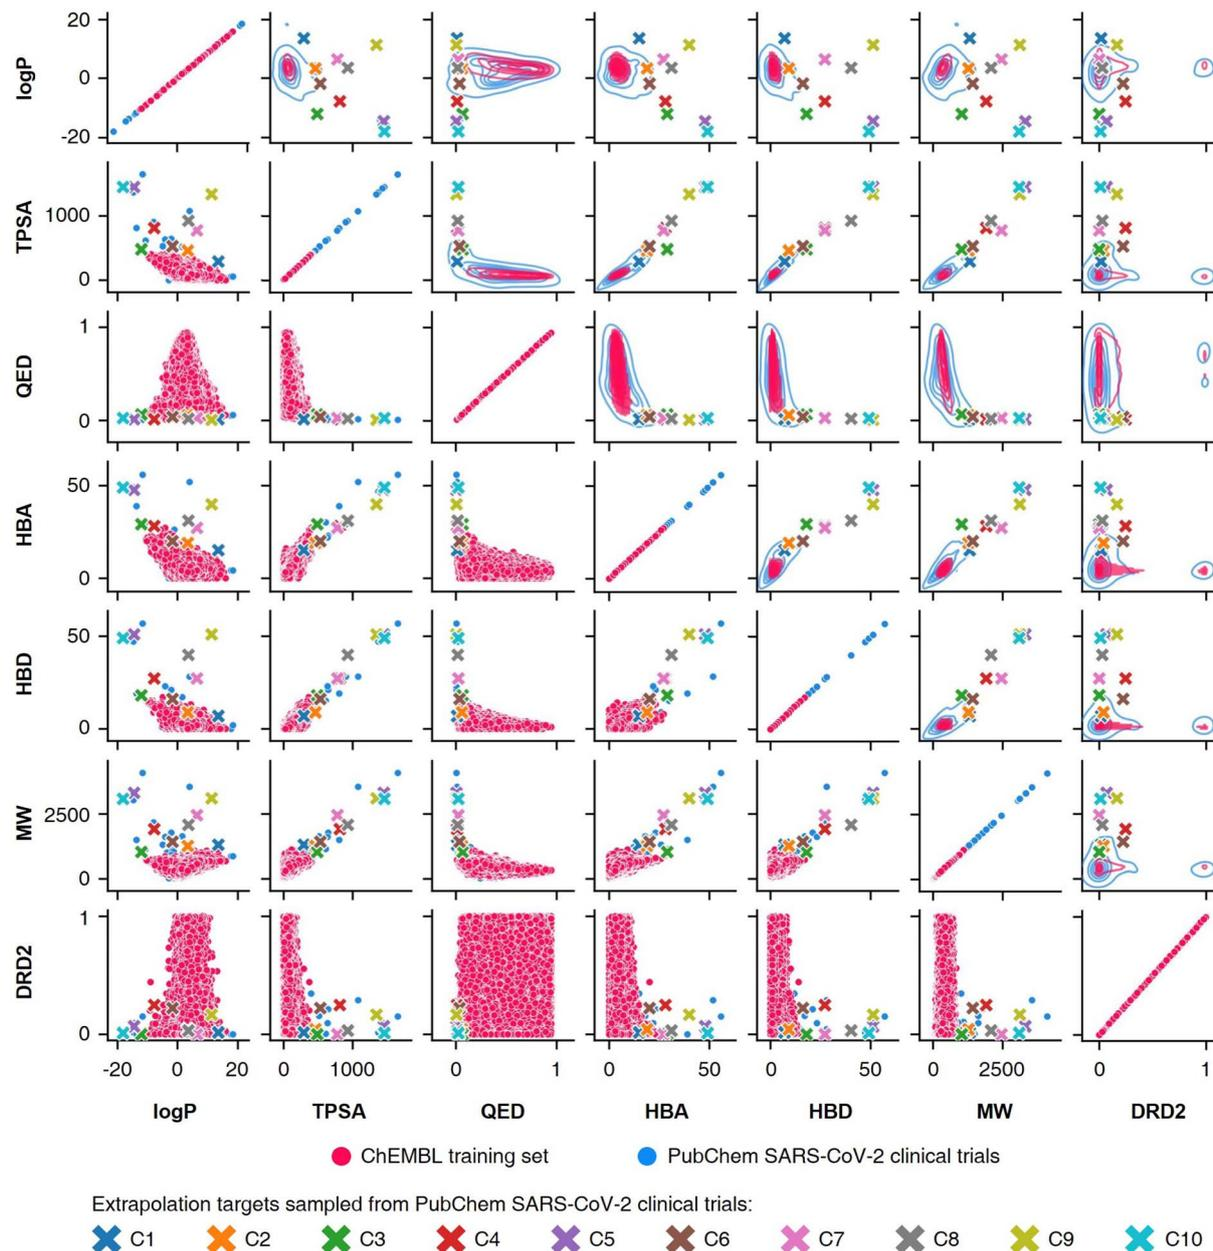 20
0
-20
logP
1000
0
TPSA
1
0
QED
50
0
HBA
50
0
HBD
2500
0
MW
1
0
DRD2
-20 0 20 0 1000 0 1 0 50 0 50 0 2500 0 1
logP TPSA QED HBA HBD MW DRD2
ChEMBL training set PubChem SARS-CoV-2 clinical trials
Extrapolation targets sampled from PubChem SARS-CoV-2 clinical trials:
C1 C2 C3 C4 C5 C6 C7 C8 C9 C10